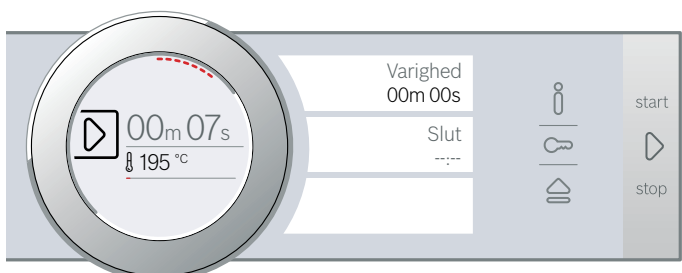 00m 07s
195 °C
Varighed
00m 00s
Slut
--:--
start
stop